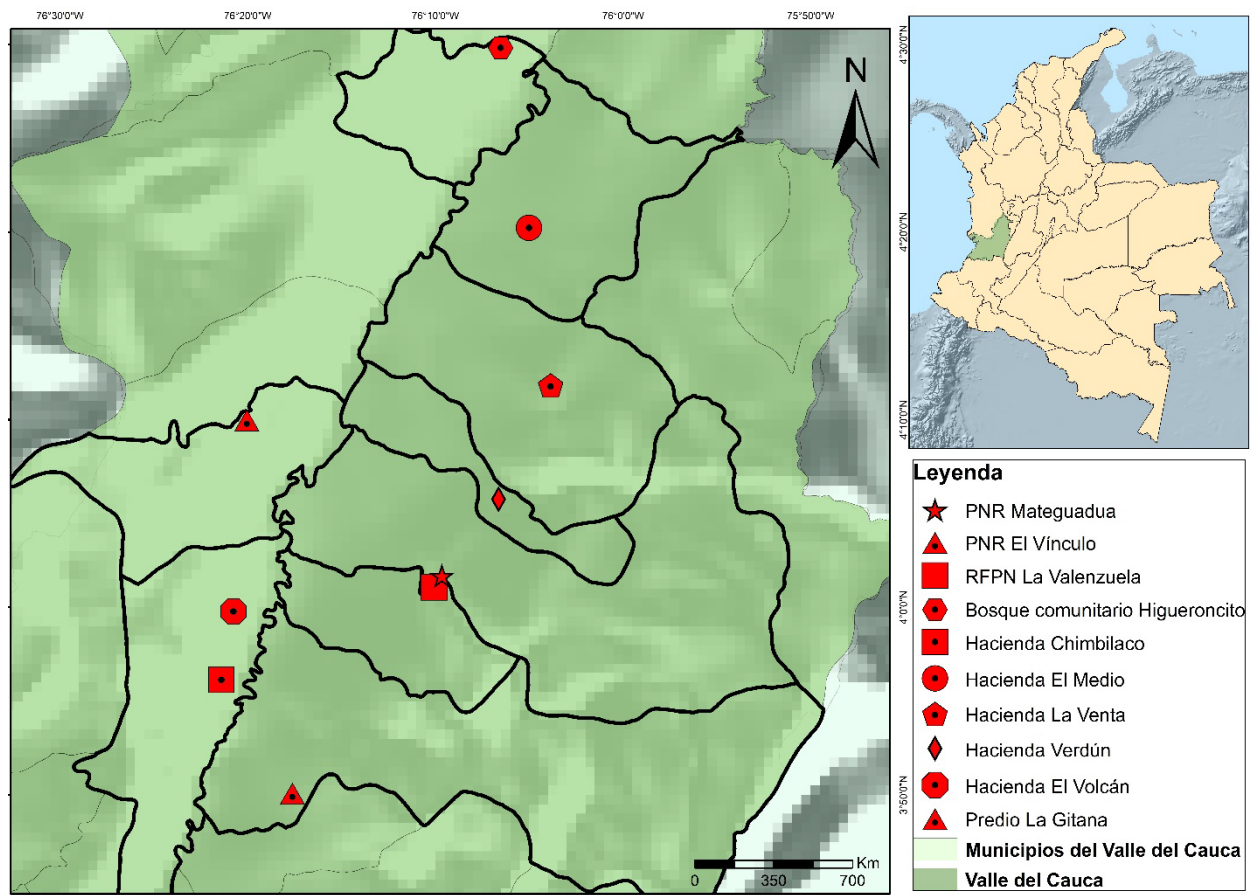 76°30'0"W 76°20'0"W 76°10'0"W 76°0'0"W 75°50'0"W
4°30'0"N
4°20'0"N
4°10'0"N
4°0'0"N
3°50'0"N
N
Km
0 350 700
Leyenda
PNR Mateguadua
PNR El Vínculo
RFPN La Valenzuela
Bosque comunitario Higueroncito
Hacienda Chimbilaco
Hacienda El Medio
Hacienda La Venta
Hacienda Verdún
Hacienda El Volcán
Predio La Gitana
Municipios del Valle del Cauca
Valle del Cauca